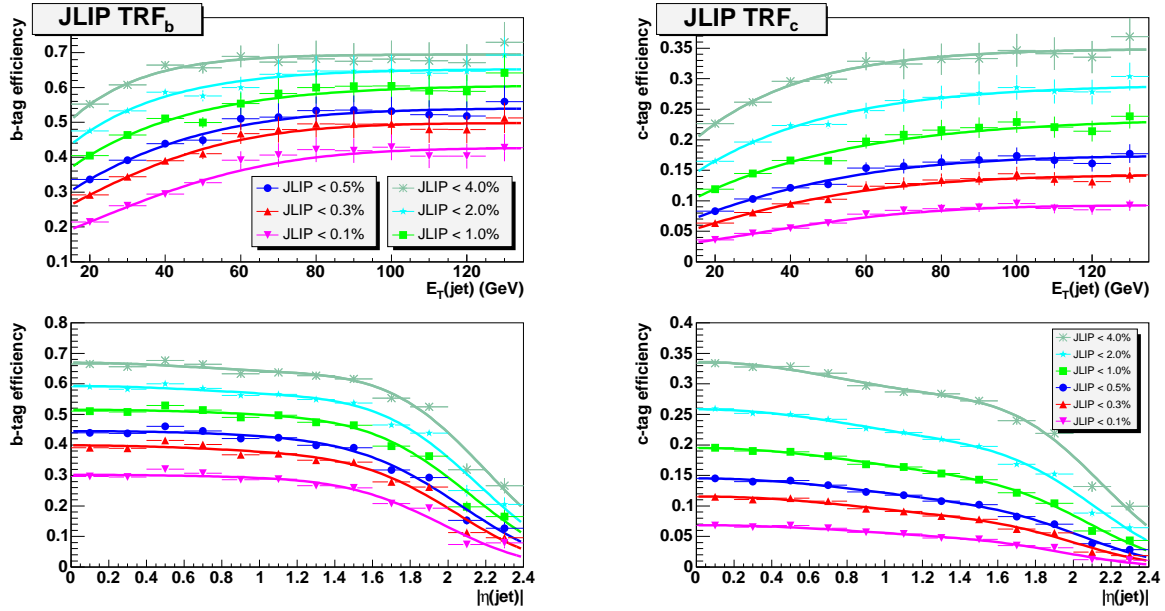 JLIP TRFb
b-tag efficiency
0.7
0.6
0.5
0.4
0.3
0.2
0.1
JLIP < 0.5%
JLIP < 0.3%
JLIP < 0.1%
JLIP < 4.0%
JLIP < 2.0%
JLIP < 1.0%
20 40 60 80 100 120
ET(jet) (GeV)
JLIP TRFc
c-tag efficiency
0.35
0.3
0.25
0.2
0.15
0.1
0.05
0
20 40 60 80 100 120
ET(jet) (GeV)
b-tag efficiency
0.8
0.7
0.6
0.5
0.4
0.3
0.2
0.1
0
0 0.2 0.4 0.6 0.8 1 1.2 1.4 1.6 1.8 2 2.2 2.4
|η(jet)|
c-tag efficiency
0.4
0.35
0.3
0.25
0.2
0.15
0.1
0.05
0
JLIP < 4.0%
JLIP < 2.0%
JLIP < 1.0%
JLIP < 0.5%
JLIP < 0.3%
JLIP < 0.1%
0 0.2 0.4 0.6 0.8 1 1.2 1.4 1.6 1.8 2 2.2 2.4
|η(jet)|